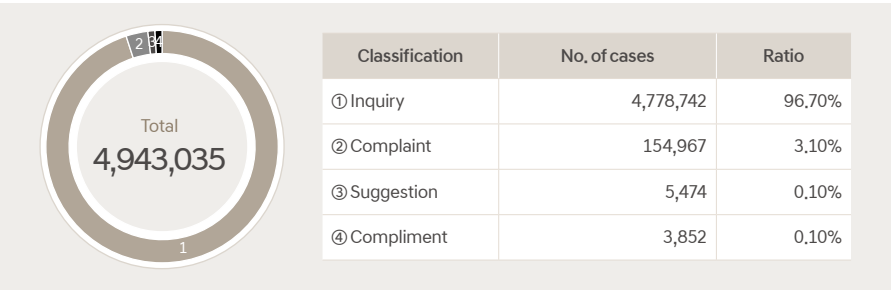 2 3 4
Total
4,943,035
1
Classification No. of cases Ratio
① Inquiry 4,778,742 96.70%
② Complaint 154,967 3.10%
③ Suggestion 5,474 0.10%
④ Compliment 3,852 0.10%